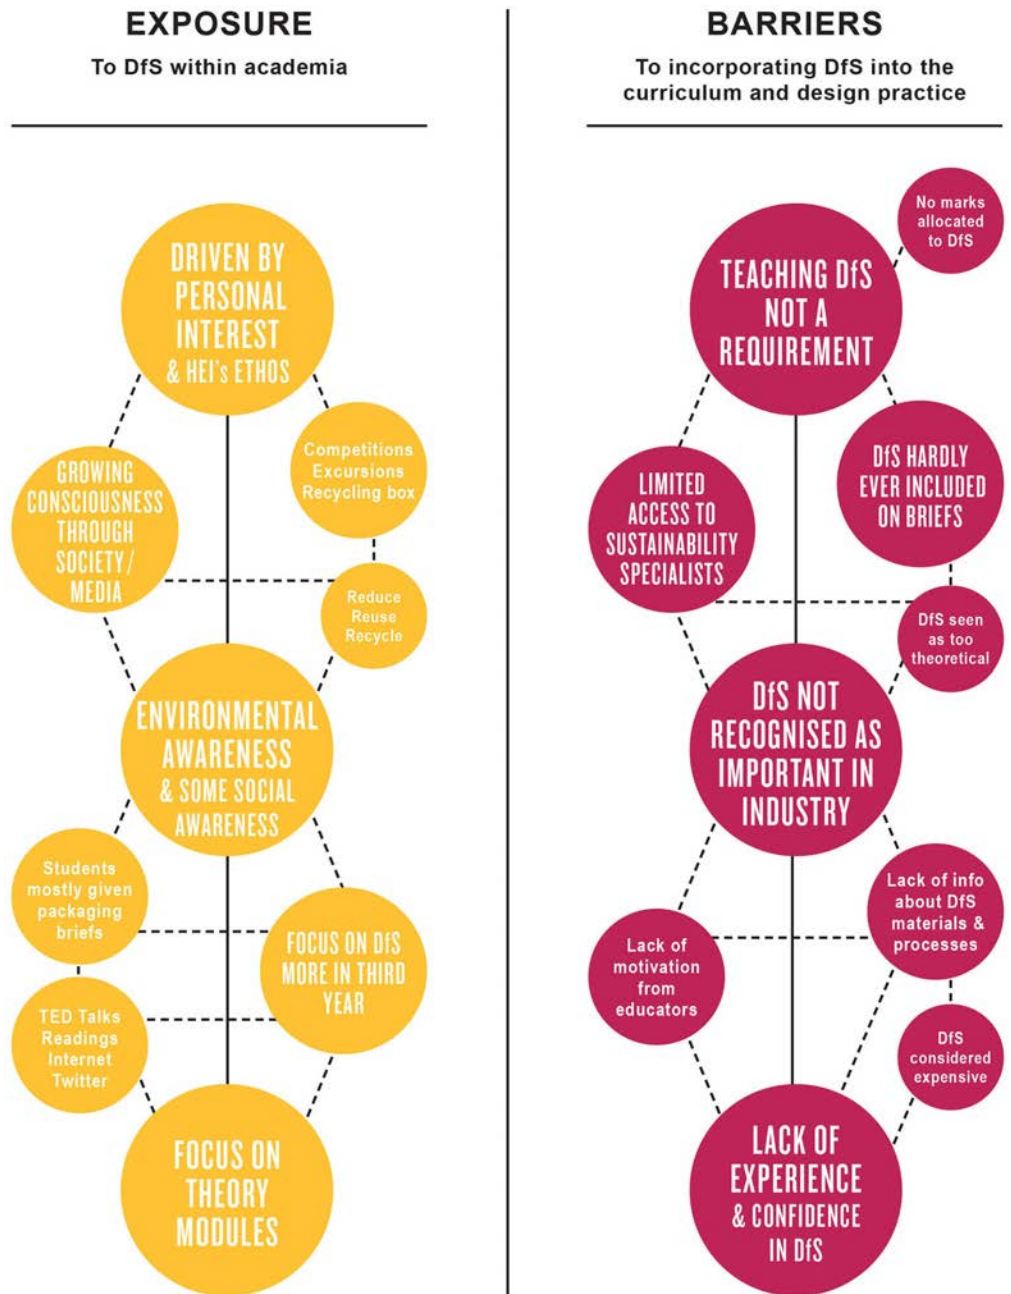 EXPOSURE
To DfS within academia
DRIVEN BY
PERSONAL
INTEREST
& HEI's ETHOS
Competitions
Excursions
Recycling box
GROWING
CONSCIOUSNESS
THROUGH
SOCIETY /
MEDIA
Reduce
Reuse
Recycle
ENVIRONMENTAL
AWARENESS
& SOME SOCIAL
AWARENESS
Students
mostly given
packaging
briefs
FOCUS ON DfS
MORE IN THIRD
YEAR
TED Talks
Readings
Internet
Twitter
FOCUS ON
THEORY
MODULES
BARRIERS
To incorporating DfS into the
curriculum and design practice
No marks
allocated
to DfS
TEACHING DfS
NOT A
REQUIREMENT
DfS HARDLY
EVER INCLUDED
ON BRIEFS
LIMITED
ACCESS TO
SUSTAINABILITY
SPECIALISTS
DfS seen
as too
theoretical
DfS NOT
RECOGNISED AS
IMPORTANT IN
INDUSTRY
Lack of info
about DfS
materials &
processes
Lack of
motivation
from
educators
DfS
considered
expensive
LACK OF
EXPERIENCE
& CONFIDENCE
IN DfS